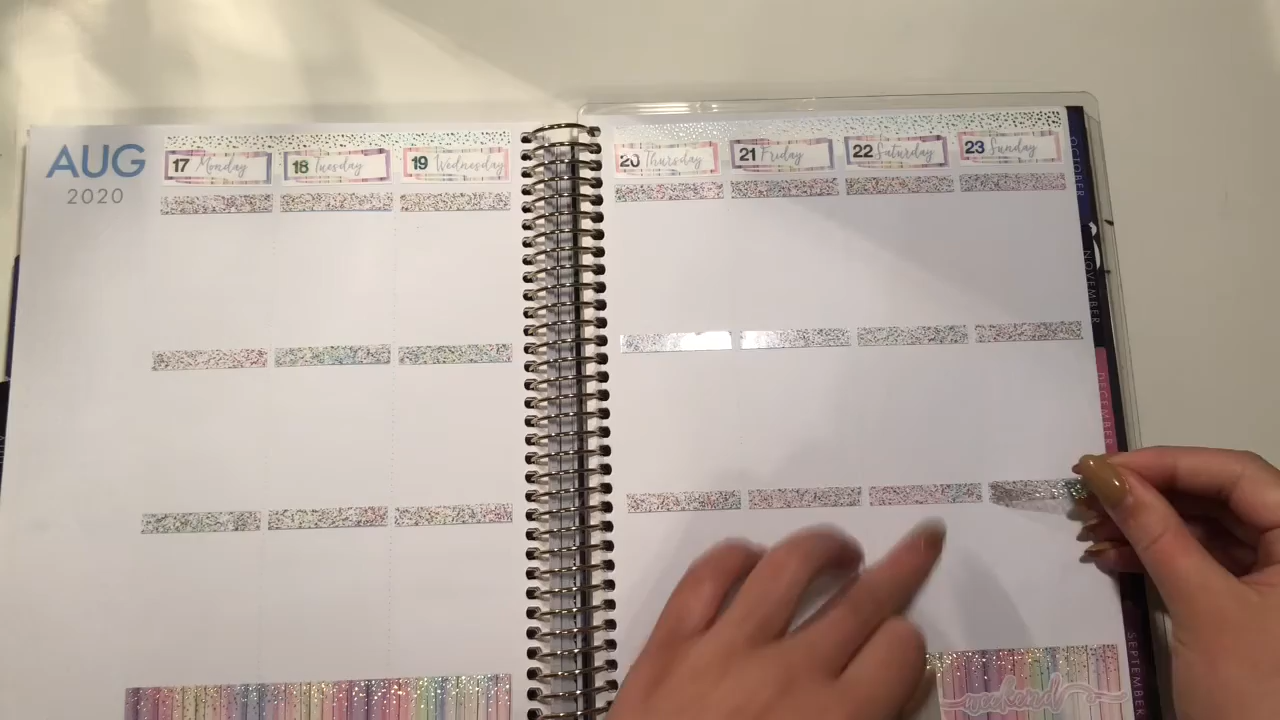 AUG
2020
17 Monday
18 Tuesday
19 Wednesday
20 Thursday
21 Friday
22 Saturday
23 Sunday
OCTOBER
NOVEMBER
DECEMBER
SEPTEMBER
weekend